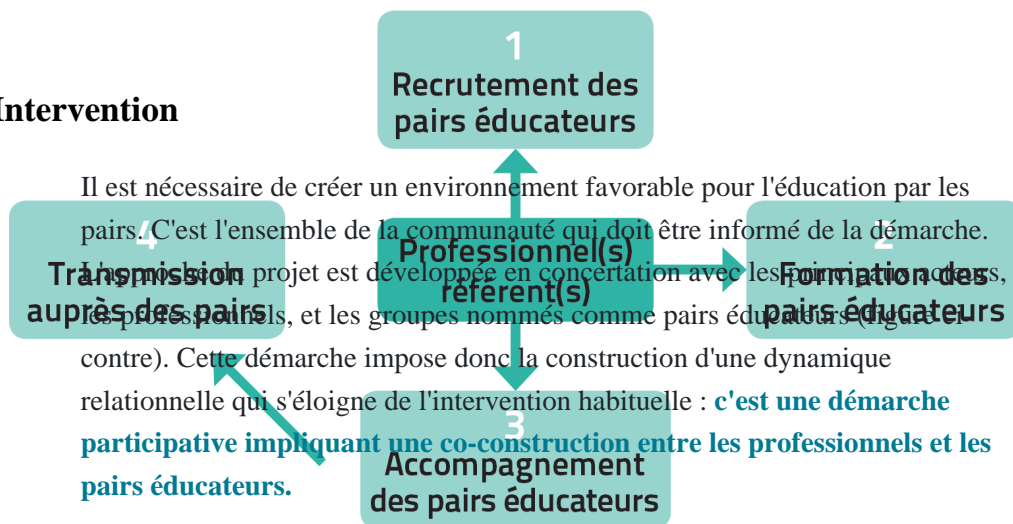 1
Recrutement des
pairs éducateurs
Intervention
Il est nécessaire de créer un environnement favorable pour l'éducation par les
pairs. C'est l'ensemble de la communauté qui doit être informé de la démarche.
L'approche du projet est développée en concertation avec les principaux acteurs,
les professionnels, et les groupes nommés comme pairs éducateurs (figure ci-
contre). Cette démarche impose donc la construction d'une dynamique
relationnelle qui s'éloigne de l'intervention habituelle : c'est une démarche
participative impliquant une co-construction entre les professionnels et les
pairs éducateurs.
Professionnel(s)
référent(s)
2
Formation des
pairs éducateurs
3
Accompagnement
des pairs éducateurs
4
Transmission
auprès des pairs